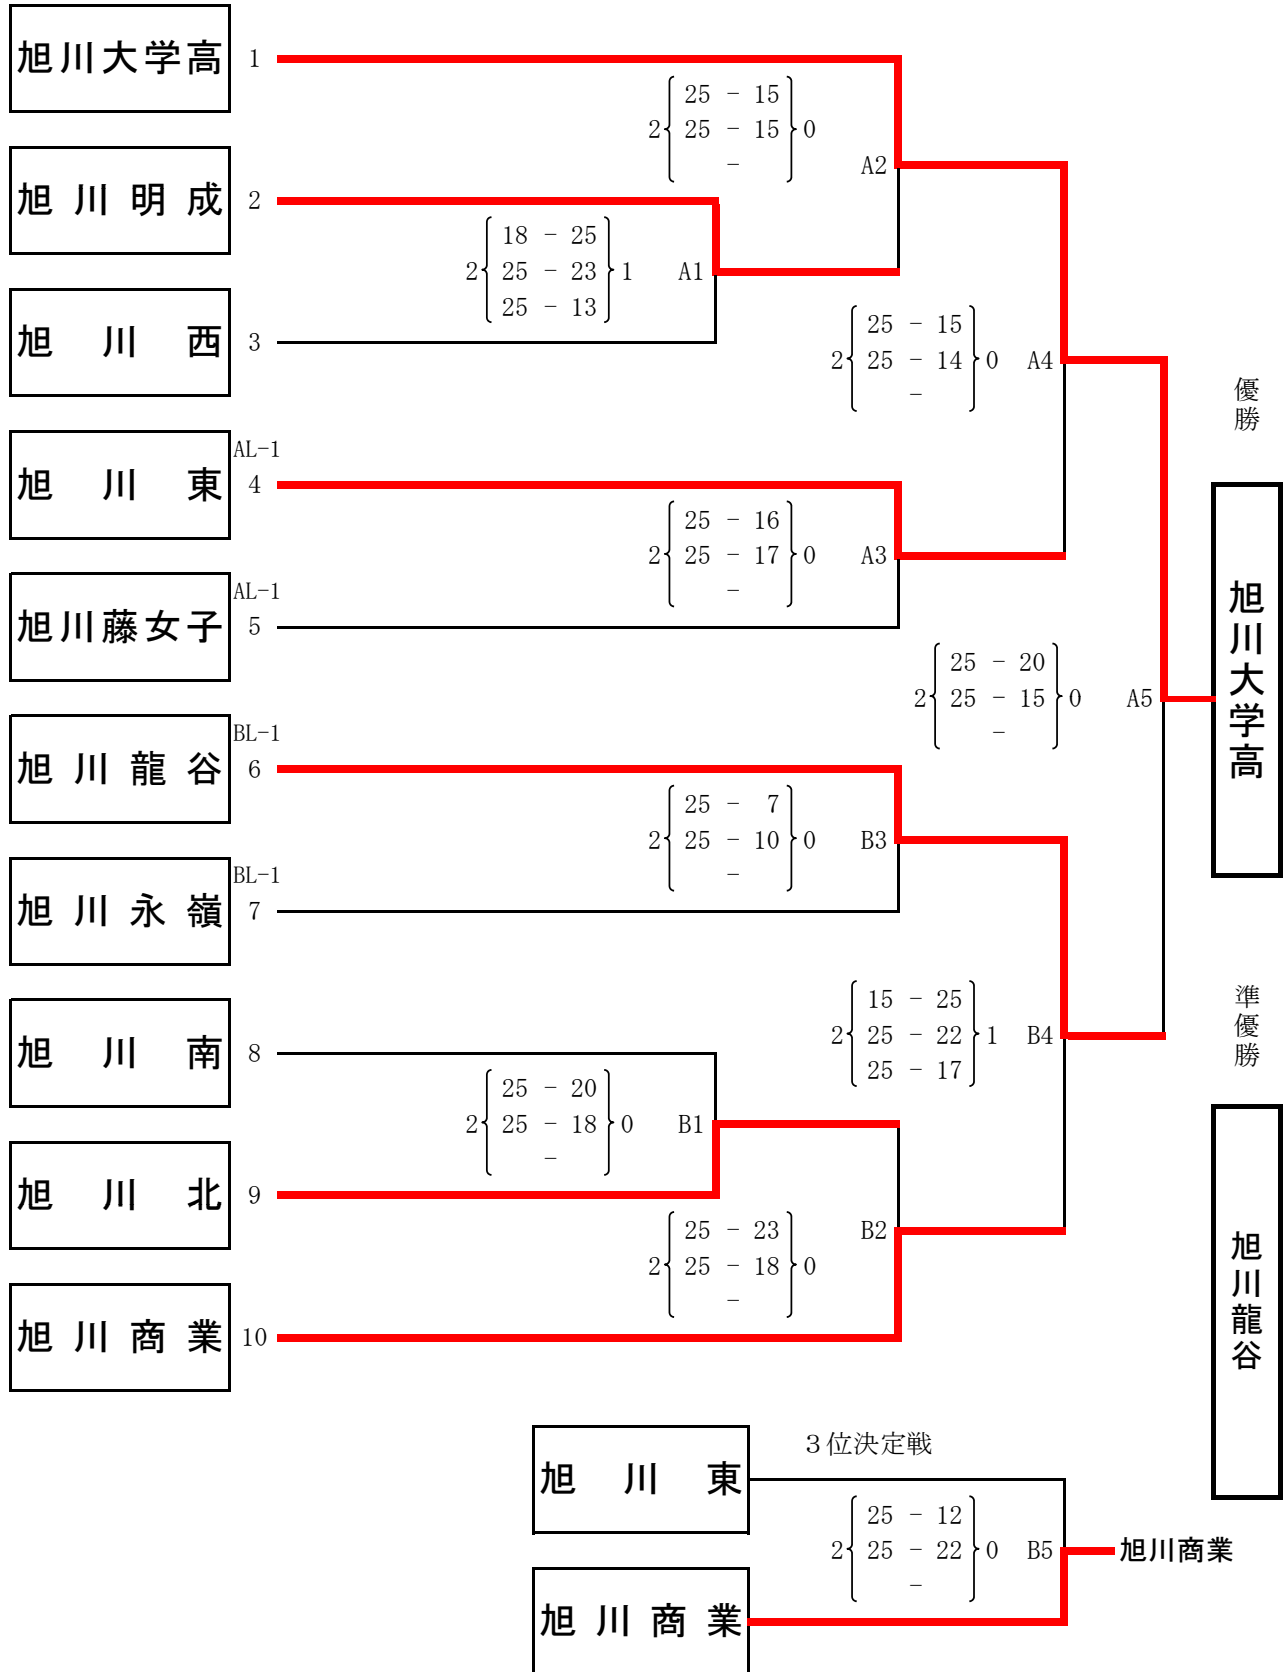 旭川大学高 1
25 - 15
2 25 - 15 0
-
A2
旭川明成 2
18 - 25
2 25 - 23 1 A1
25 - 13
旭川西 3
25 - 15
2 25 - 14 0 A4
-
優勝
旭川大学高
AL-1
旭川東 4
25 - 16
2 25 - 17 0 A3
-
AL-1
旭川藤女子 5
25 - 20
2 25 - 15 0 A5
-
BL-1
旭川龍谷 6
25 - 7
2 25 - 10 0 B3
-
BL-1
旭川永嶺 7
準優勝
旭川龍谷
15 - 25
2 25 - 22 1 B4
25 - 17
旭川南 8
25 - 20
2 25 - 18 0 B1
-
旭川北 9
25 - 23
2 25 - 18 0
-
B2
旭川商業 10
3位決定戦
旭川東
25 - 12
2 25 - 22 0 B5 旭川商業
-
旭川商業